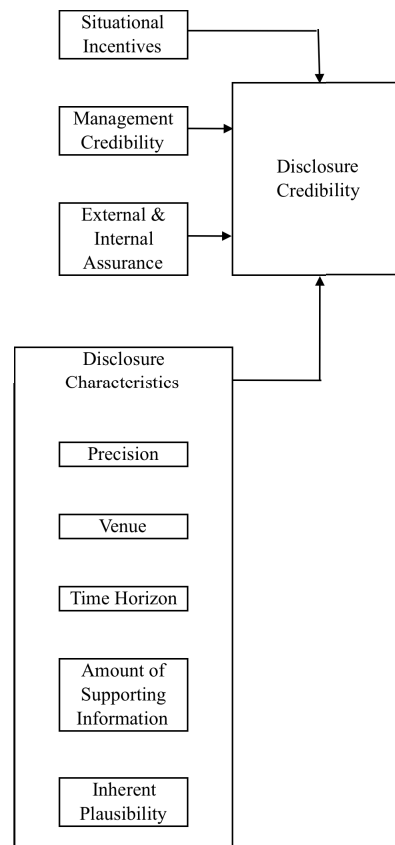 Situational
Incentives
Management
Credibility
Disclosure
Credibility
External &
Internal
Assurance
Disclosure
Characteristics
Precision
Venue
Time Horizon
Amount of
Supporting
Information
Inherent
Plausibility